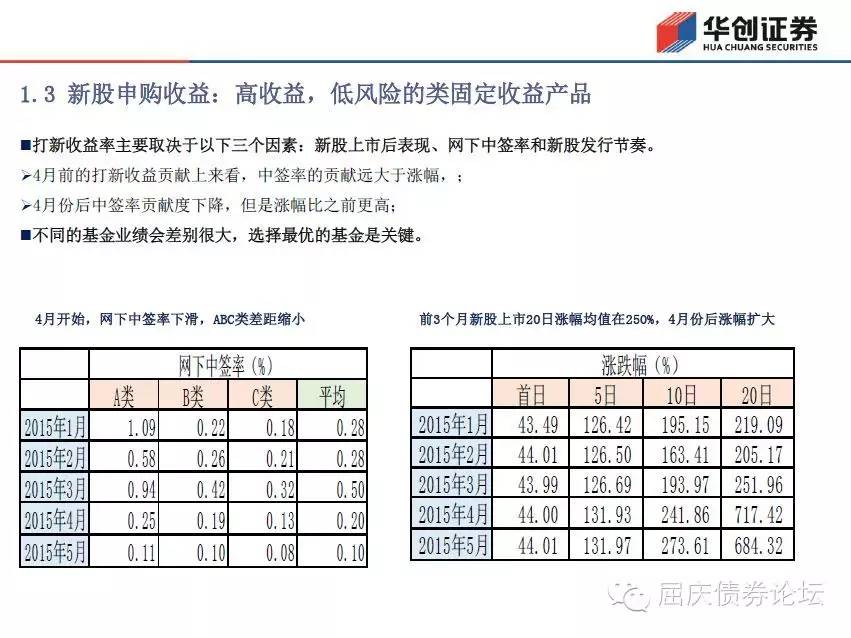 华创证券
HUA CHUANG SECURITIES
1.3 新股申购收益：高收益，低风险的类固定收益产品
■打新收益率主要取决于以下三个因素：新股上市后表现、网下中签率和新股发行节奏。
➢4月前的打新收益贡献上来看，中签率的贡献远大于涨幅，；
➢4月份后中签率贡献度下降，但是涨幅比之前更高；
■不同的基金业绩会差别很大，选择最优的基金是关键。
4月开始，网下中签率下滑，ABC类差距缩小
网下中签率（%）
A类 B类 C类 平均
2015年1月 1.09 0.22 0.18 0.28
2015年2月 0.58 0.26 0.21 0.28
2015年3月 0.94 0.42 0.32 0.50
2015年4月 0.25 0.19 0.13 0.20
2015年5月 0.11 0.10 0.08 0.10
前3个月新股上市20日涨幅均值在250%，4月份后涨幅扩大
涨跌幅（%）
首日 5日 10日 20日
2015年1月 43.49 126.42 195.15 219.09
2015年2月 44.01 126.50 163.41 205.17
2015年3月 43.99 126.69 193.97 251.96
2015年4月 44.00 131.93 241.86 717.42
2015年5月 44.01 131.97 273.61 684.32
屈庆债券论坛